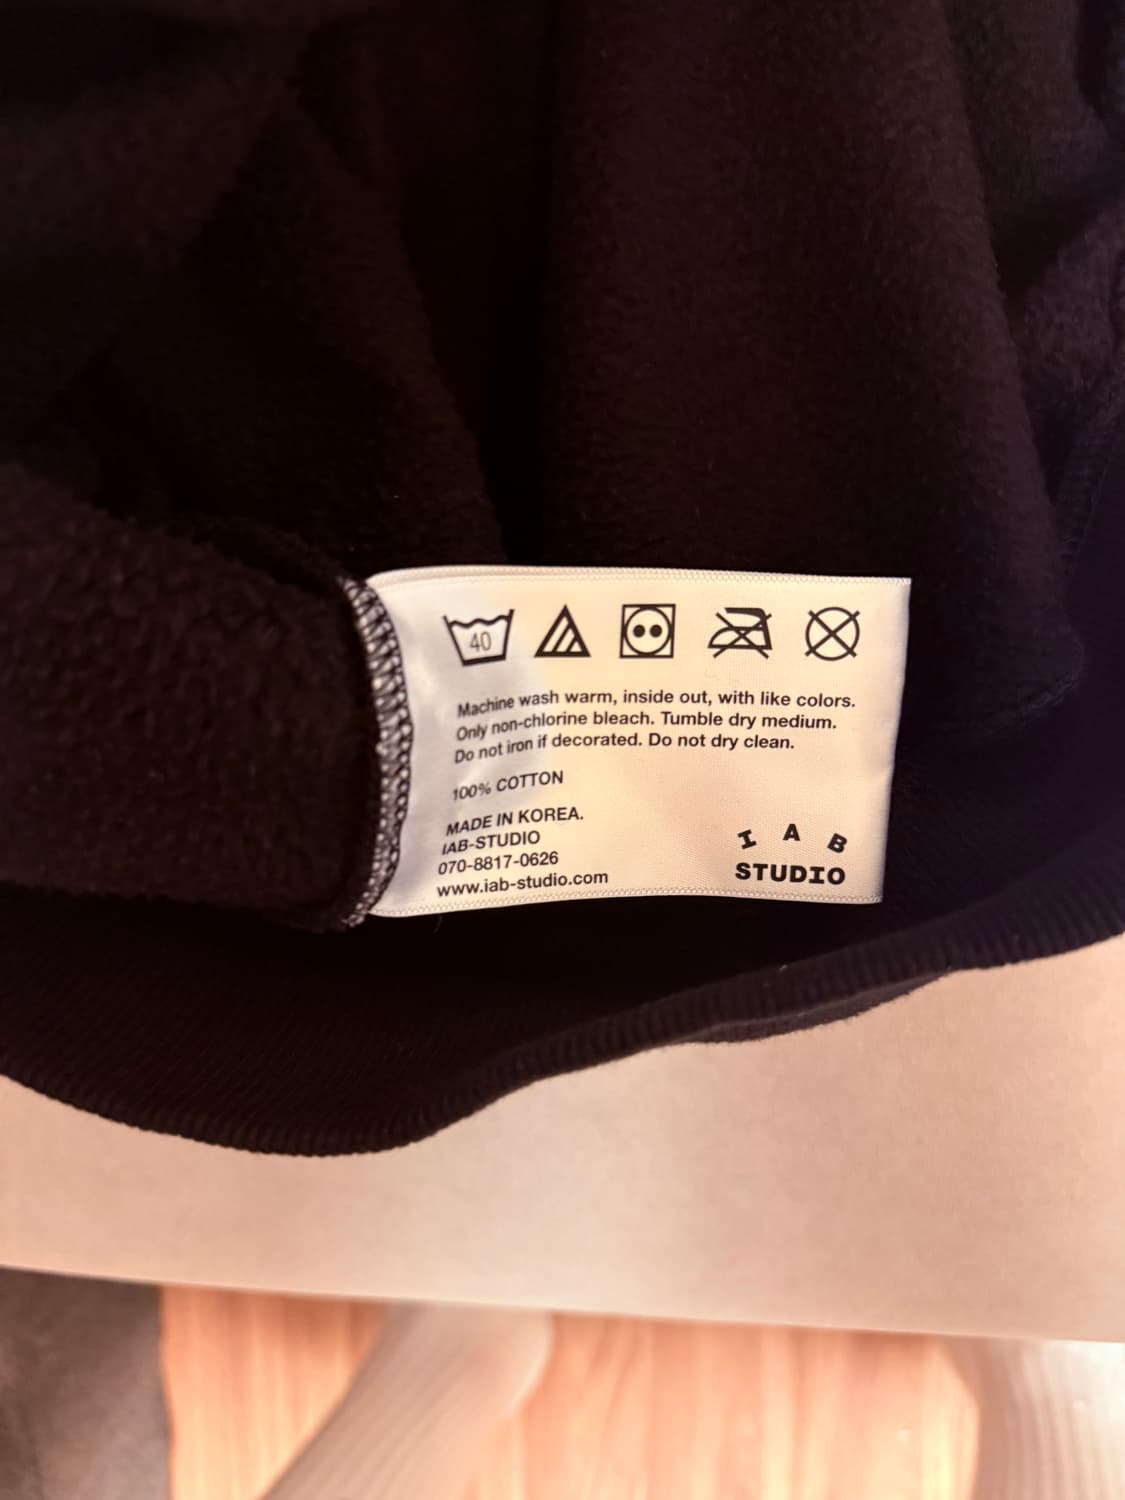 40
Machine wash warm, inside out, with like colors.
Only non-chlorine bleach. Tumble dry medium.
Do not iron if decorated. Do not dry clean.
100% COTTON
MADE IN KOREA.
IAB-STUDIO
070-8817-0626
www.iab-studio.com
I A B
STUDIO